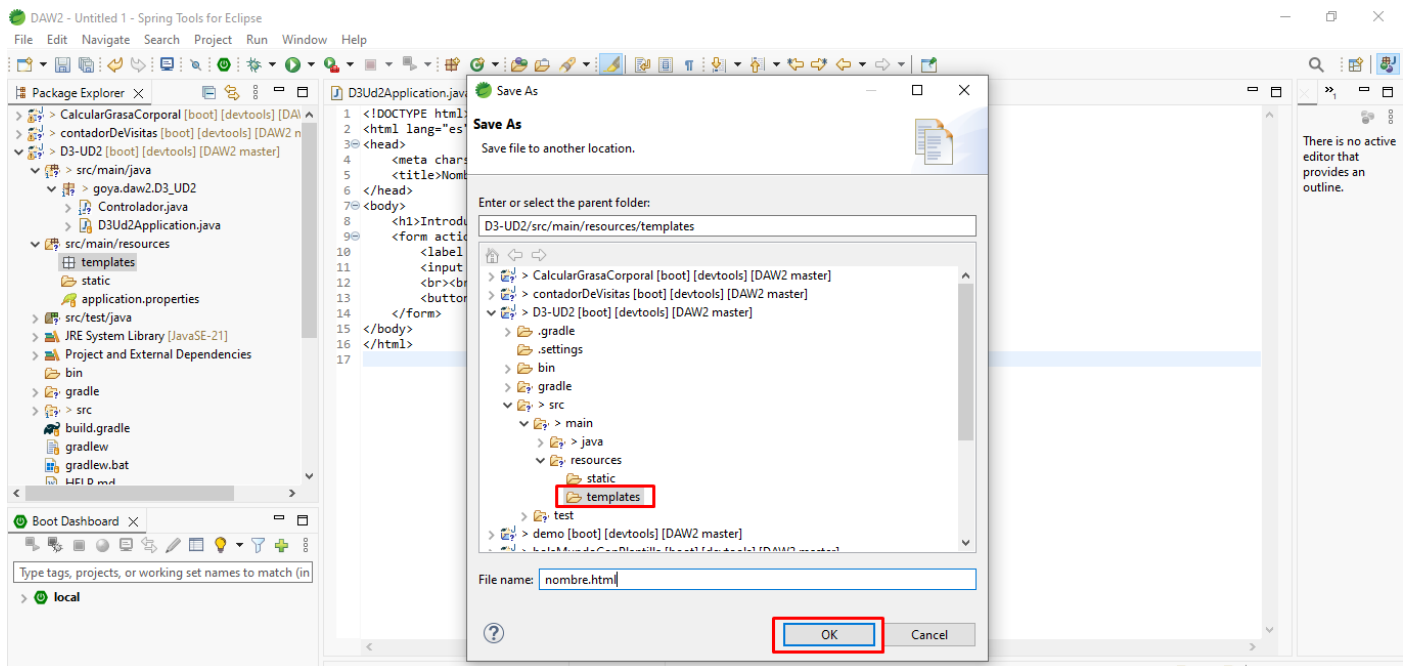 DAW2 - Untitled 1 - Spring Tools for Eclipse
File Edit Navigate Search Project Run Window Help
Package Explorer
> CalcularGrasaCorporal [boot] [devtools] [DA
> contadorDeVisitas [boot] [devtools] [DAW2 n
> D3-UD2 [boot] [devtools] [DAW2 master]
> src/main/java
> goya.daw2.D3_UD2
Controlador.java
D3Ud2Application.java
src/main/resources
templates
static
application.properties
src/test/java
JRE System Library [JavaSE-21]
Project and External Dependencies
bin
gradle
> src
build.gradle
gradlew
gradlew.bat
HELP.md
Boot Dashboard
Type tags, projects, or working set names to match (in
local
D3Ud2Application.java
1 <!DOCTYPE html>
2 <html lang="es"
3 <head>
4 <meta chars
5 <title>Nomb
6 </head>
7 <body>
8 <h1>Introdu
9 <form actio
10 <label
11 <input
12 <br><br
13 <button
14 </form>
15 </body>
16 </html>
17
Save As
Save As
Save file to another location.
Enter or select the parent folder:
D3-UD2/src/main/resources/templates
> CalcularGrasaCorporal [boot] [devtools] [DAW2 master]
> contadorDeVisitas [boot] [devtools] [DAW2 master]
> D3-UD2 [boot] [devtools] [DAW2 master]
.gradle
.settings
bin
gradle
> src
> main
> java
resources
static
templates
test
> demo [boot] [devtools] [DAW2 master]
> holaMundoConPlantilla [boot] [devtools] [DAW2 master]
File name: nombre.html
OK Cancel
1
There is no active
editor that
provides an
outline.